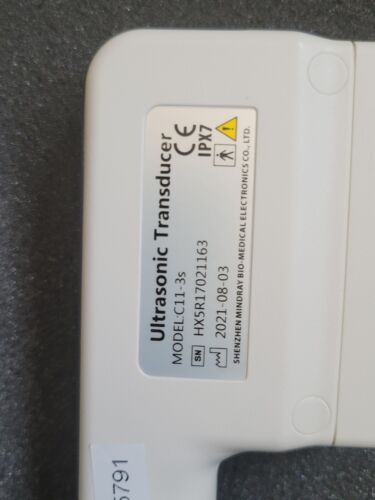 Ultrasonic Transducer
MODEL:C11-3s
SN HX5R17021163
2021-08-03
SHENZHEN MINDRAY BIO-MEDICAL ELECTRONICS CO., LTD.
CE
IPX7
5791